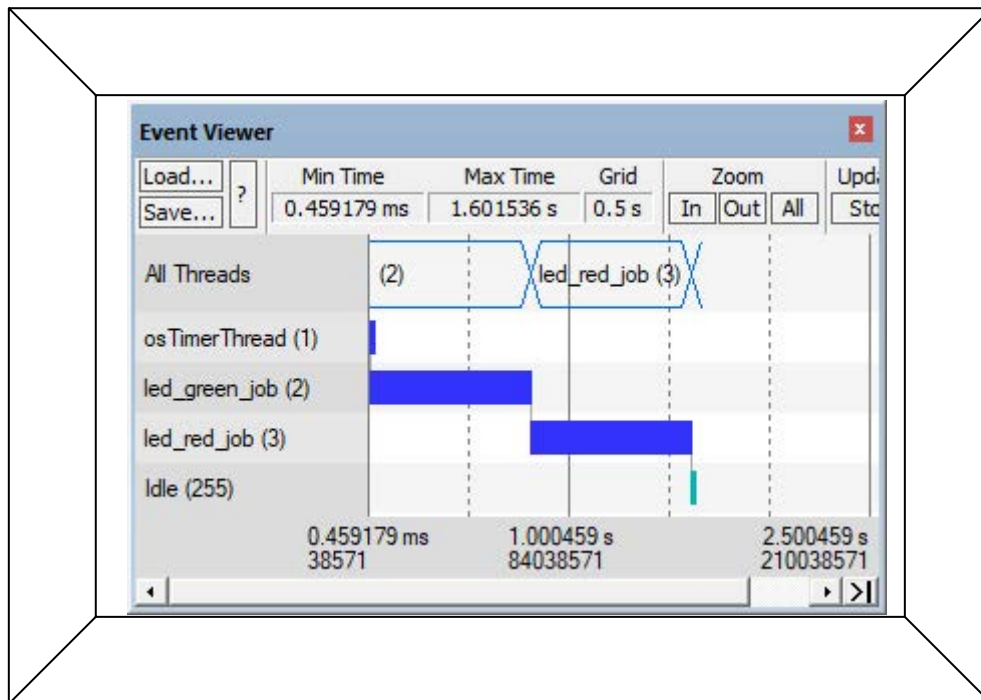 Event Viewer
Load... ? Min Time Max Time Grid Zoom
Save... 0.459179 ms 1.601536 s 0.5 s In Out All
All Threads (2) led_red_job (3)
osTimerThread (1)
led_green_job (2)
led_red_job (3)
Idle (255)
0.459179 ms 1.000459 s 2.500459 s
38571 84038571 210038571